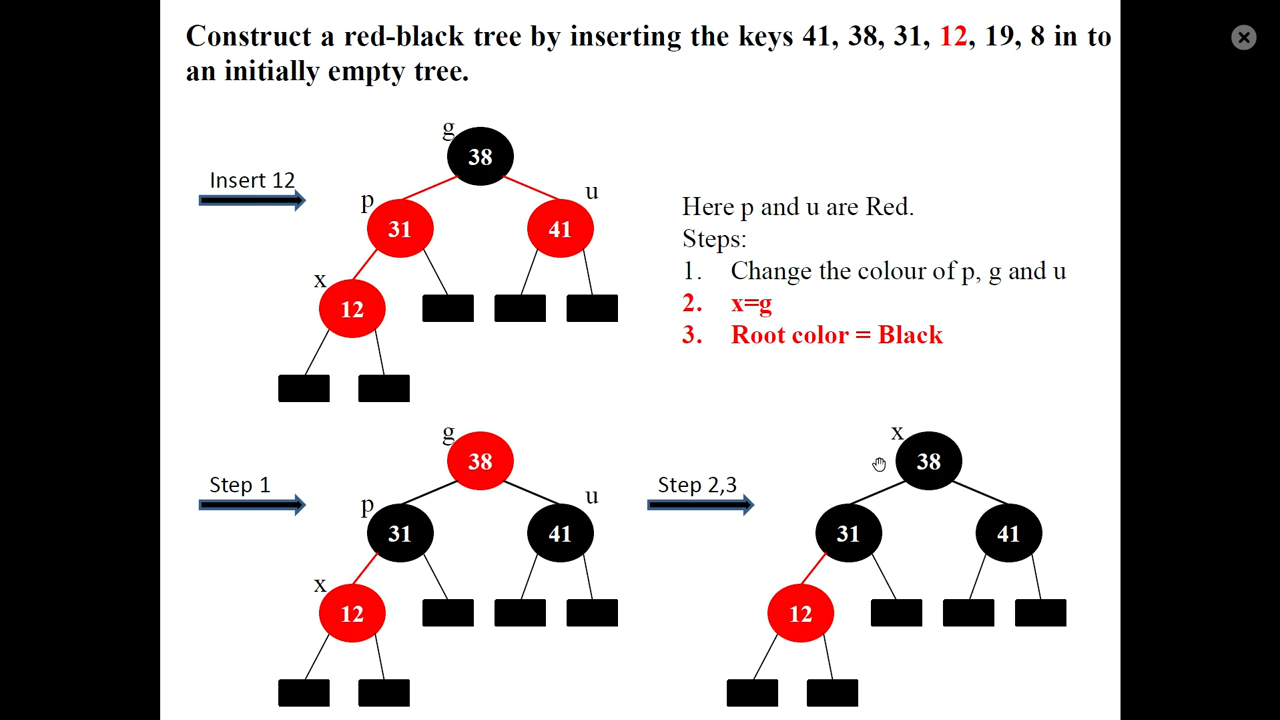 Construct a red-black tree by inserting the keys 41, 38, 31, 12, 19, 8 in to
an initially empty tree.
g
38
Insert 12
p
u
31
41
x
12
Here p and u are Red.
Steps:
1. Change the colour of p, g and u
2. x=g
3. Root color = Black
g
38
Step 1
p
u
31
41
x
12
x
38
Step 2,3
31
41
12